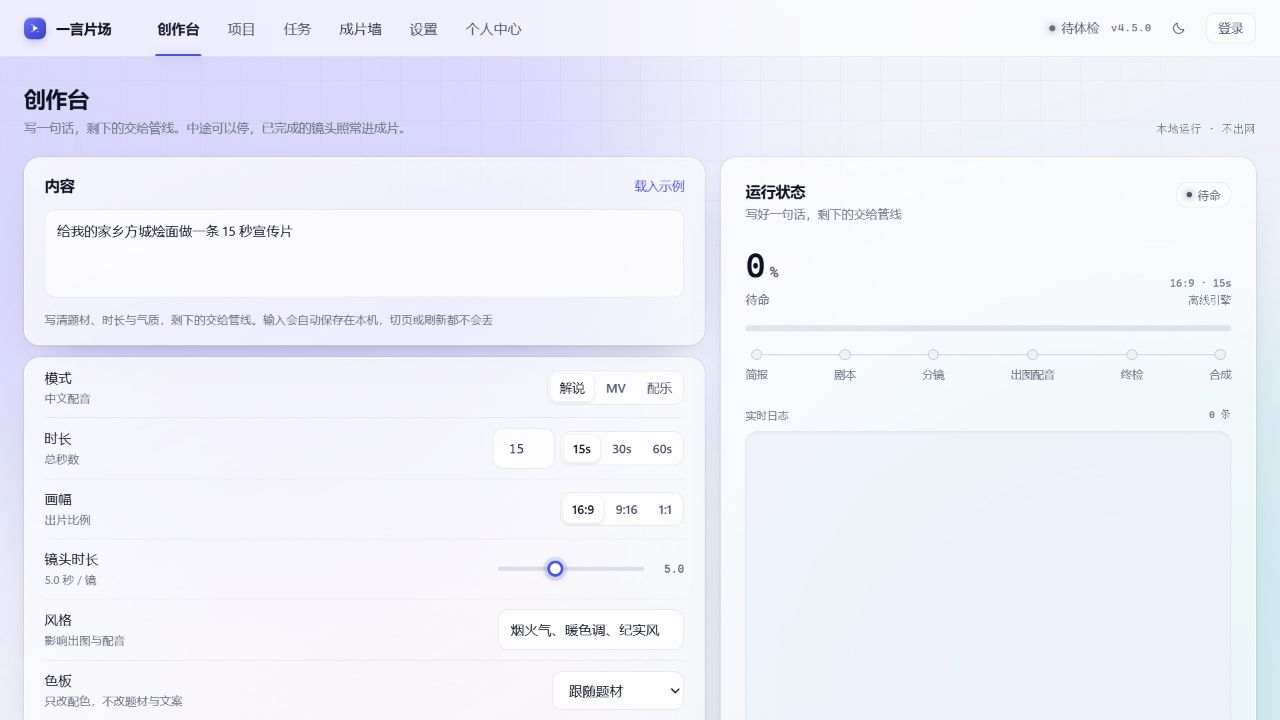 一言片场
创作台
项目
任务
成片墙
设置
个人中心
待体检
v4.5.0
登录
创作台
写一句话，剩下的交给管线。中途可以停，已完成的镜头照常进成片。
本地运行 · 不出网
内容
载入示例
给我的家乡方城烩面做一条 15 秒宣传片
写清题材、时长与气质，剩下的交给管线。输入会自动保存在本机，切页或刷新都不会丢
模式
中文配音
解说
MV
配乐
时长
总秒数
15
15s
30s
60s
画幅
出片比例
16:9
9:16
1:1
镜头时长
5.0 秒 / 镜
5.0
风格
影响出图与配音
烟火气、暖色调、纪实风
色板
只改配色，不改题材与文案
跟随题材
运行状态
写好一句话，剩下的交给管线
待命
0 %
待命
16:9 · 15s
离线引擎
简报
剧本
分镜
出图配音
终检
合成
实时日志
0 条